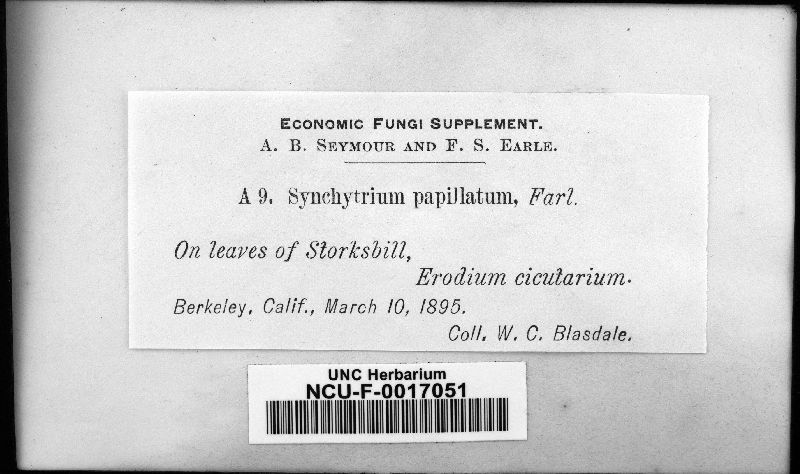 ECONOMIC FUNGI SUPPLEMENT.
A. B. SEYMOUR AND F. S. EARLE.
A 9. Synchytrium papillatum, Farl.
On leaves of Storksbill,
Erodium cicutarium.
Berkeley, Calif., March 10, 1895.
Coll. W. C. Blasdale.
UNC Herbarium
NCU-F-0017051